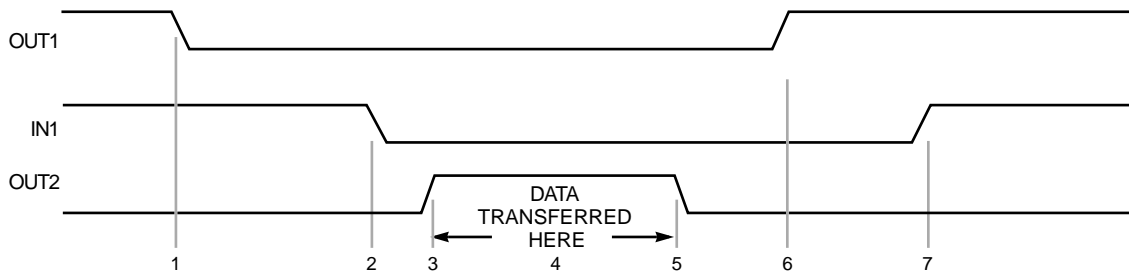 OUT1
IN1
OUT2
DATA
TRANSFERRED
HERE
1 2 3 4 5 6 7